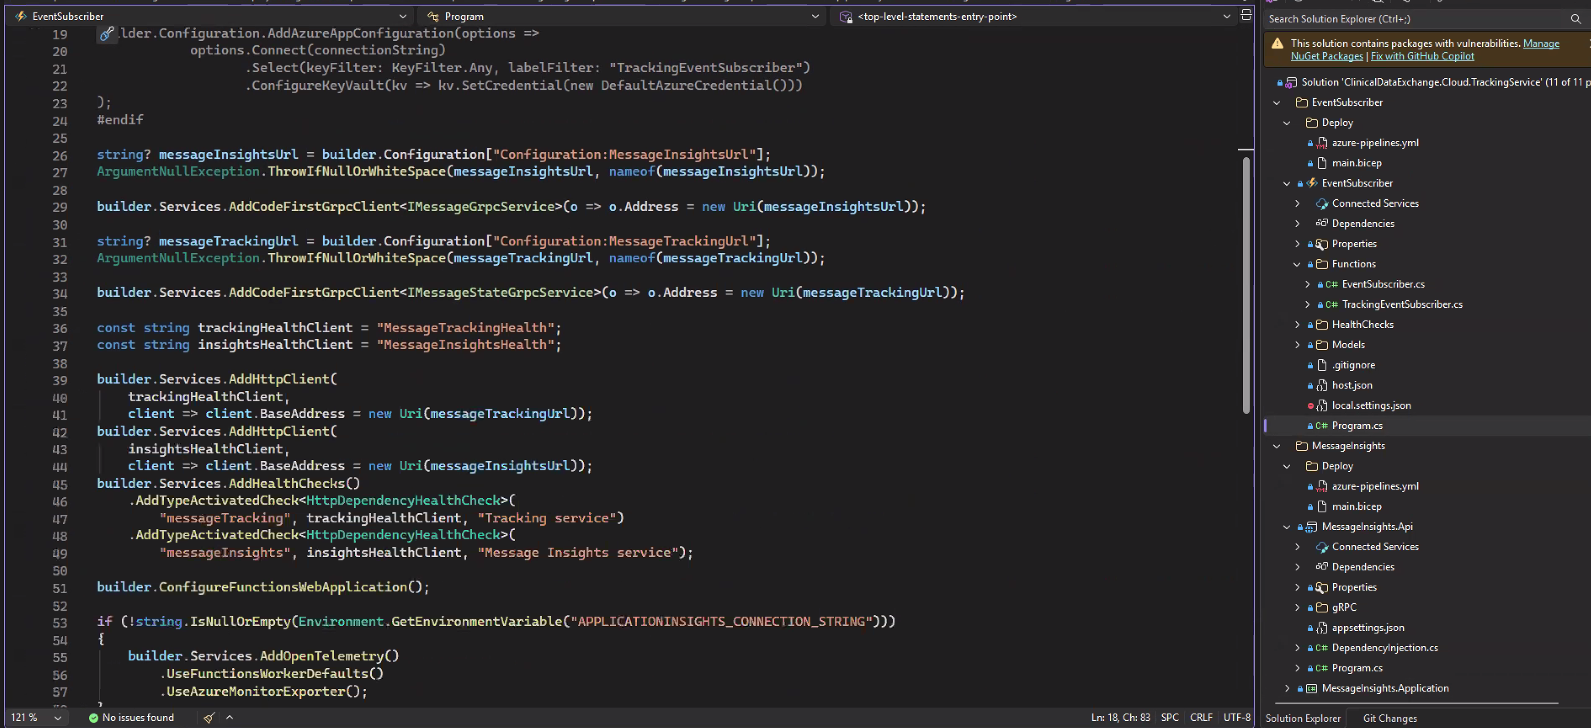 EventSubscriber
Program
<top-level-statements-entry-point>
19 lder.Configuration.AddAzureAppConfiguration(options =>
20 options.Connect(connectionString)
21 .Select(keyFilter: KeyFilter.Any, labelFilter: "TrackingEventSubscriber")
22 .ConfigureKeyVault(kv => kv.SetCredential(new DefaultAzureCredential()))
23 );
24 #endif
25
26 string? messageInsightsUrl = builder.Configuration["Configuration:MessageInsightsUrl"];
27 ArgumentNullException.ThrowIfNullOrWhiteSpace(messageInsightsUrl, nameof(messageInsightsUrl));
28
29 builder.Services.AddCodeFirstGrpcClient<IMessageGrpcService>(o => o.Address = new Uri(messageInsightsUrl));
30
31 string? messageTrackingUrl = builder.Configuration["Configuration:MessageTrackingUrl"];
32 ArgumentNullException.ThrowIfNullOrWhiteSpace(messageTrackingUrl, nameof(messageTrackingUrl));
33
34 builder.Services.AddCodeFirstGrpcClient<IMessageStateGrpcService>(o => o.Address = new Uri(messageTrackingUrl));
35
36 const string trackingHealthClient = "MessageTrackingHealth";
37 const string insightsHealthClient = "MessageInsightsHealth";
38
39 builder.Services.AddHttpClient(
40 trackingHealthClient,
41 client => client.BaseAddress = new Uri(messageTrackingUrl));
42 builder.Services.AddHttpClient(
43 insightsHealthClient,
44 client => client.BaseAddress = new Uri(messageInsightsUrl));
45 builder.Services.AddHealthChecks()
46 .AddTypeActivatedCheck<HttpDependencyHealthCheck>(
47 "messageTracking", trackingHealthClient, "Tracking service")
48 .AddTypeActivatedCheck<HttpDependencyHealthCheck>(
49 "messageInsights", insightsHealthClient, "Message Insights service");
50
51 builder.ConfigureFunctionsWebApplication();
52
53 if (!string.IsNullOrEmpty(Environment.GetEnvironmentVariable("APPLICATIONINSIGHTS_CONNECTION_STRING")))
54 {
55 builder.Services.AddOpenTelemetry()
56 .UseFunctionsWorkerDefaults()
57 .UseAzureMonitorExporter();
121 %
No issues found
Ln: 18, Ch: 83
SPC
CRLF
UTF-8
Search Solution Explorer (Ctrl+;)
This solution contains packages with vulnerabilities. Manage
NuGet Packages | Fix with GitHub Copilot
Solution 'ClinicalDataExchange.Cloud.TrackingService' (11 of 11 p
EventSubscriber
Deploy
azure-pipelines.yml
main.bicep
EventSubscriber
Connected Services
Dependencies
Properties
Functions
C# EventSubscriber.cs
C# TrackingEventSubscriber.cs
HealthChecks
Models
.gitignore
host.json
local.settings.json
C# Program.cs
MessageInsights
Deploy
azure-pipelines.yml
main.bicep
MessageInsights.Api
Connected Services
Dependencies
Properties
gRPC
appsettings.json
C# DependencyInjection.cs
C# Program.cs
MessageInsights.Application
Solution Explorer
Git Changes